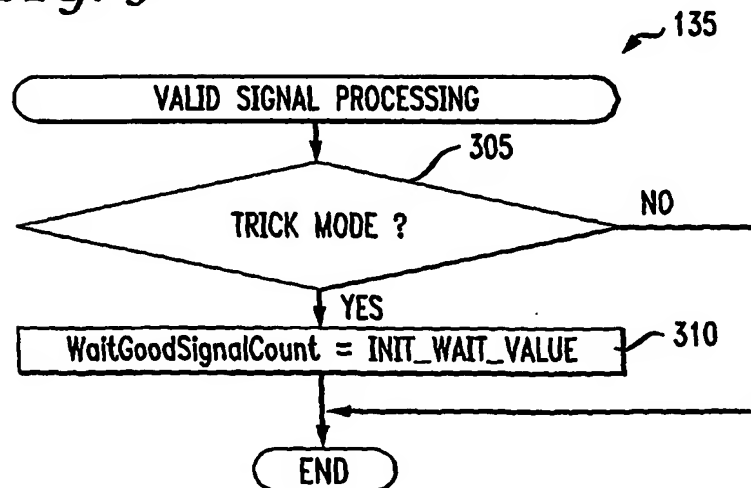 135
VALID SIGNAL PROCESSING
305
TRICK MODE ?
NO
YES
WaitGoodSignalCount = INIT_WAIT_VALUE
310
END